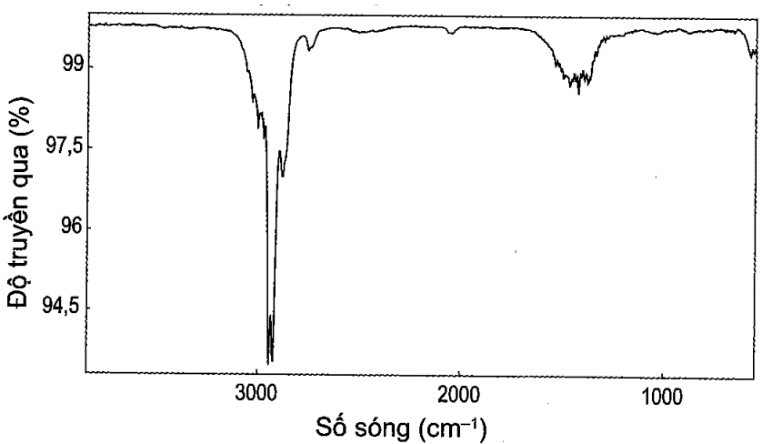 99
97,5
96
94,5
Độ truyền qua (%)
3000 2000 1000
Số sóng (cm⁻¹)